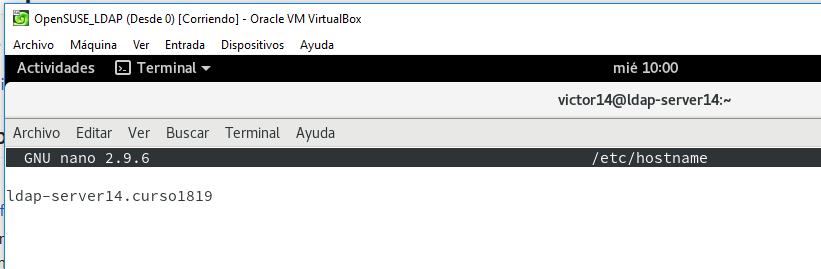 OpenSUSE_LDAP (Desde 0) [Corriendo] - Oracle VM VirtualBox
Archivo Máquina Ver Entrada Dispositivos Ayuda
Actividades Terminal mié 10:00
victor14@ldap-server14:~
Archivo Editar Ver Buscar Terminal Ayuda
GNU nano 2.9.6 /etc/hostname
ldap-server14.curso1819